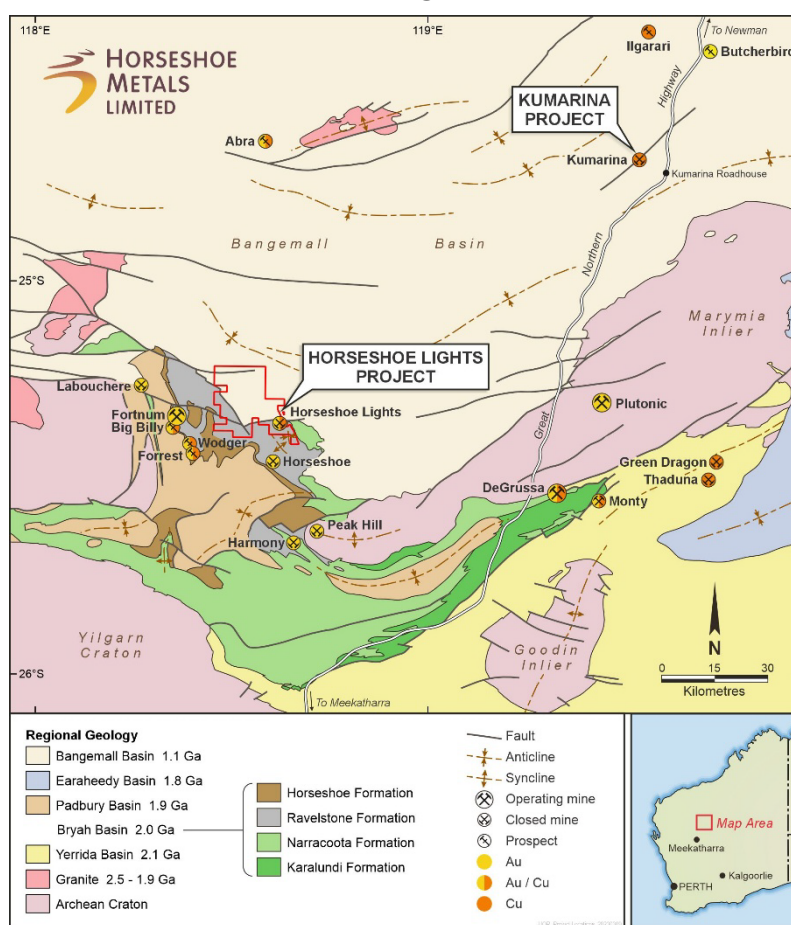 118°E
119°E
To Newman
HORSESHOE
METALS
LIMITED
Ilgarari
Butcherbird
Highway
KUMARINA
PROJECT
Abra
Kumarina
Kumarina Roadhouse
Bangemall Basin
Northern
25°S
Marymia
Inlier
HORSESHOE LIGHTS
PROJECT
Labouchere
Horseshoe Lights
Plutonic
Fortnum
Big Billy
Wodger
Forrest
Great
Horseshoe
Green Dragon
Thaduna
DeGrussa
Monty
Peak Hill
Harmony
Yilgarn
Craton
Goodin
Inlier
N
26°S
0 15 30
Kilometres
To Meekatharra
Regional Geology
Bangemall Basin 1.1 Ga
Earaheedy Basin 1.8 Ga
Padbury Basin 1.9 Ga
Bryah Basin 2.0 Ga
Yerrida Basin 2.1 Ga
Granite 2.5 - 1.9 Ga
Archean Craton
Horseshoe Formation
Ravelstone Formation
Narracoota Formation
Karalundi Formation
Fault
Anticline
Syncline
Operating mine
Closed mine
Prospect
Au
Au / Cu
Cu
Map Area
Meekatharra
Kalgoorlie
PERTH